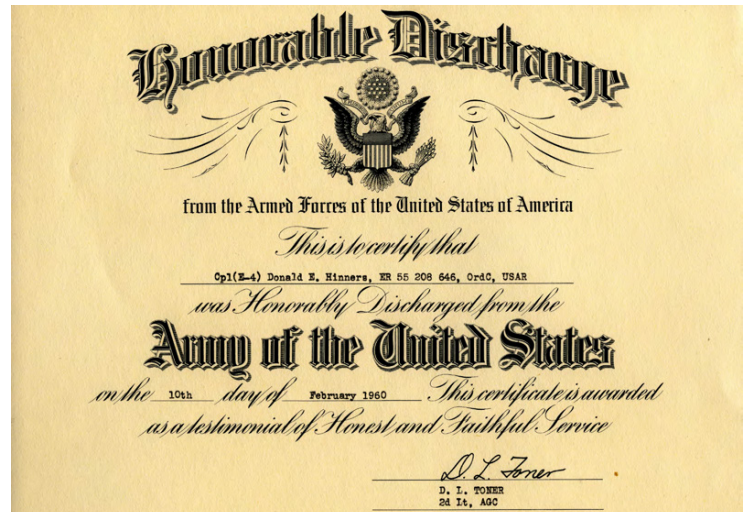 Honorable Discharge
from the Armed Forces of the United States of America
This is to certify that
Cpl(E-4) Donald E. Hinners, ER 55 208 646, OrdC, USAR
was Honorably Discharged from the
Army of the United States
on the 10th day of February 1960 This certificate is awarded
as a testimonial of Honest and Faithful Service
D. L. Toner
D. L. TONER
2d Lt, AGC